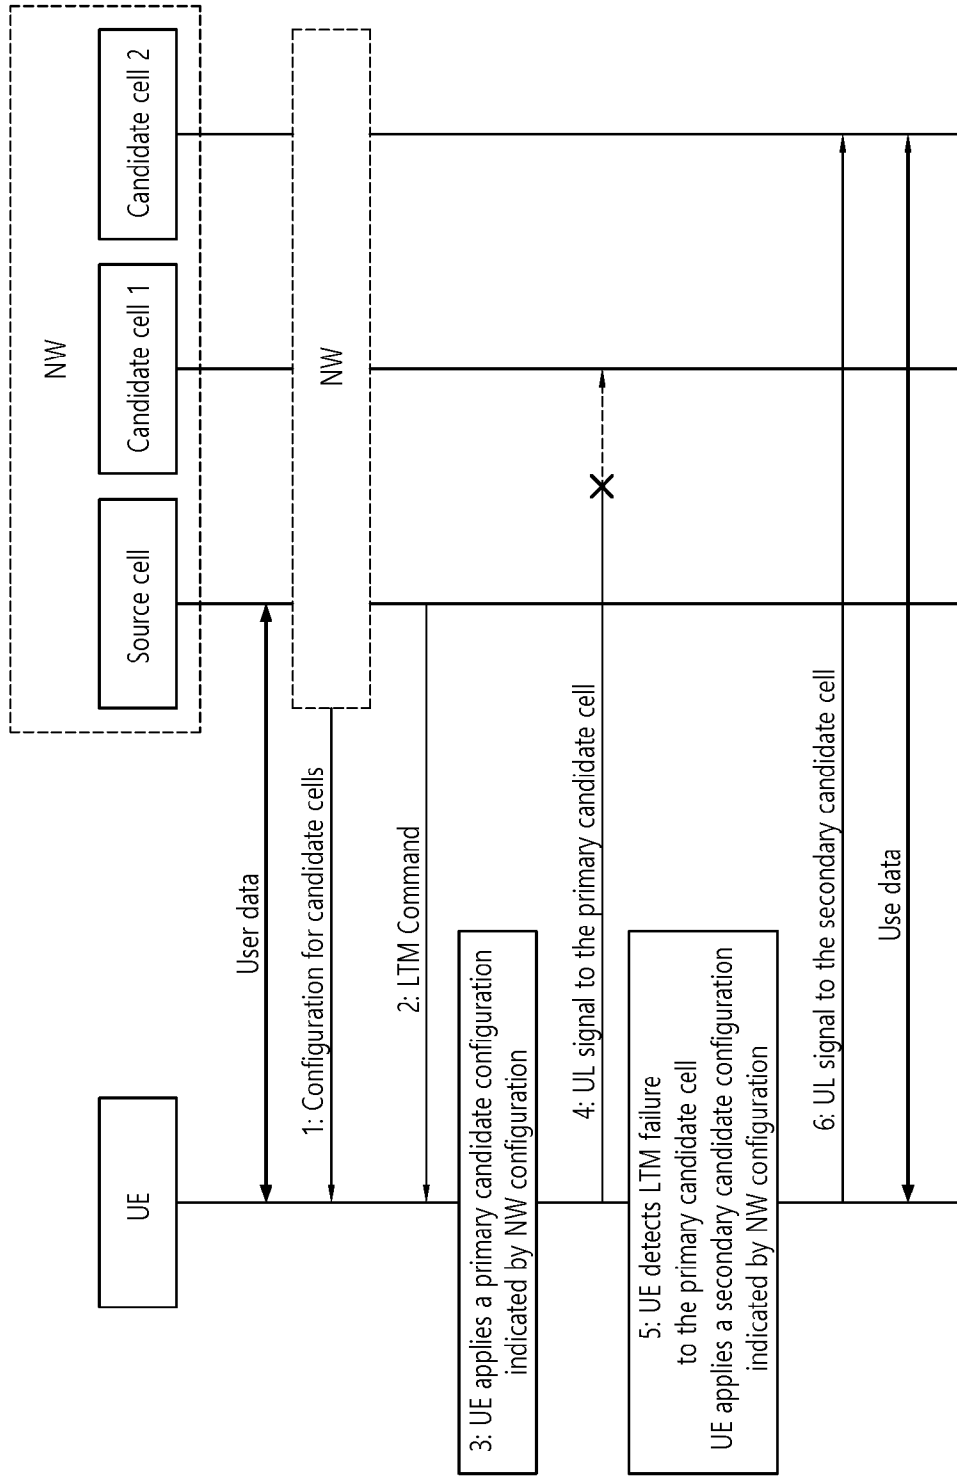 NW
UE
Source cell
Candidate cell 1
Candidate cell 2
User data
NW
1: Configuration for candidate cells
2: LTM Command
3: UE applies a primary candidate configuration
indicated by NW configuration
4: UL signal to the primary candidate cell
5: UE detects LTM failure
to the primary candidate cell
UE applies a secondary candidate configuration
indicated by NW configuration
6: UL signal to the secondary candidate cell
Use data